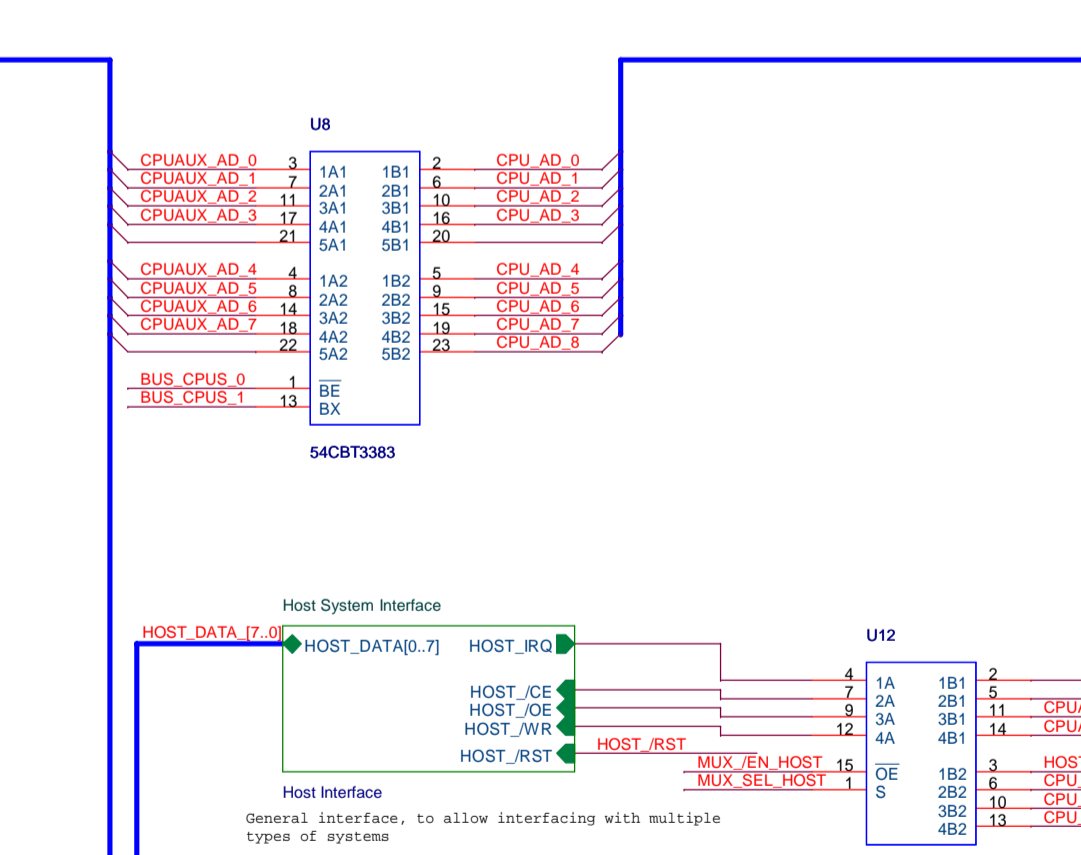 U8
CPUAUX_AD_0 3 1A1 1B1 2 CPU_AD_0
CPUAUX_AD_1 7 2A1 2B1 6 CPU_AD_1
CPUAUX_AD_2 11 3A1 3B1 10 CPU_AD_2
CPUAUX_AD_3 17 4A1 4B1 16 CPU_AD_3
21 5A1 5B1 20
CPUAUX_AD_4 4 1A2 1B2 5 CPU_AD_4
CPUAUX_AD_5 8 2A2 2B2 9 CPU_AD_5
CPUAUX_AD_6 14 3A2 3B2 15 CPU_AD_6
CPUAUX_AD_7 18 4A2 4B2 19 CPU_AD_7
22 5A2 5B2 23 CPU_AD_8
BUS_CPUS_0 1 BE
BUS_CPUS_1 13 BX
54CBT3383
Host System Interface
HOST_DATA_[7..0] HOST_DATA[0..7] HOST_IRQ
HOST_/CE
HOST_/OE
HOST_/WR
HOST_/RST HOST_/RST
Host Interface
General interface, to allow interfacing with multiple
types of systems
U12
4 1A 1B1 2
7 2A 2B1 5
9 3A 3B1 11 CPUA
12 4A 4B1 14 CPUA
MUX_/EN_HOST 15 OE 1B2 3 HOST
MUX_SEL_HOST 1 S 2B2 6 CPU_
3B2 10 CPU_
4B2 13 CPU_